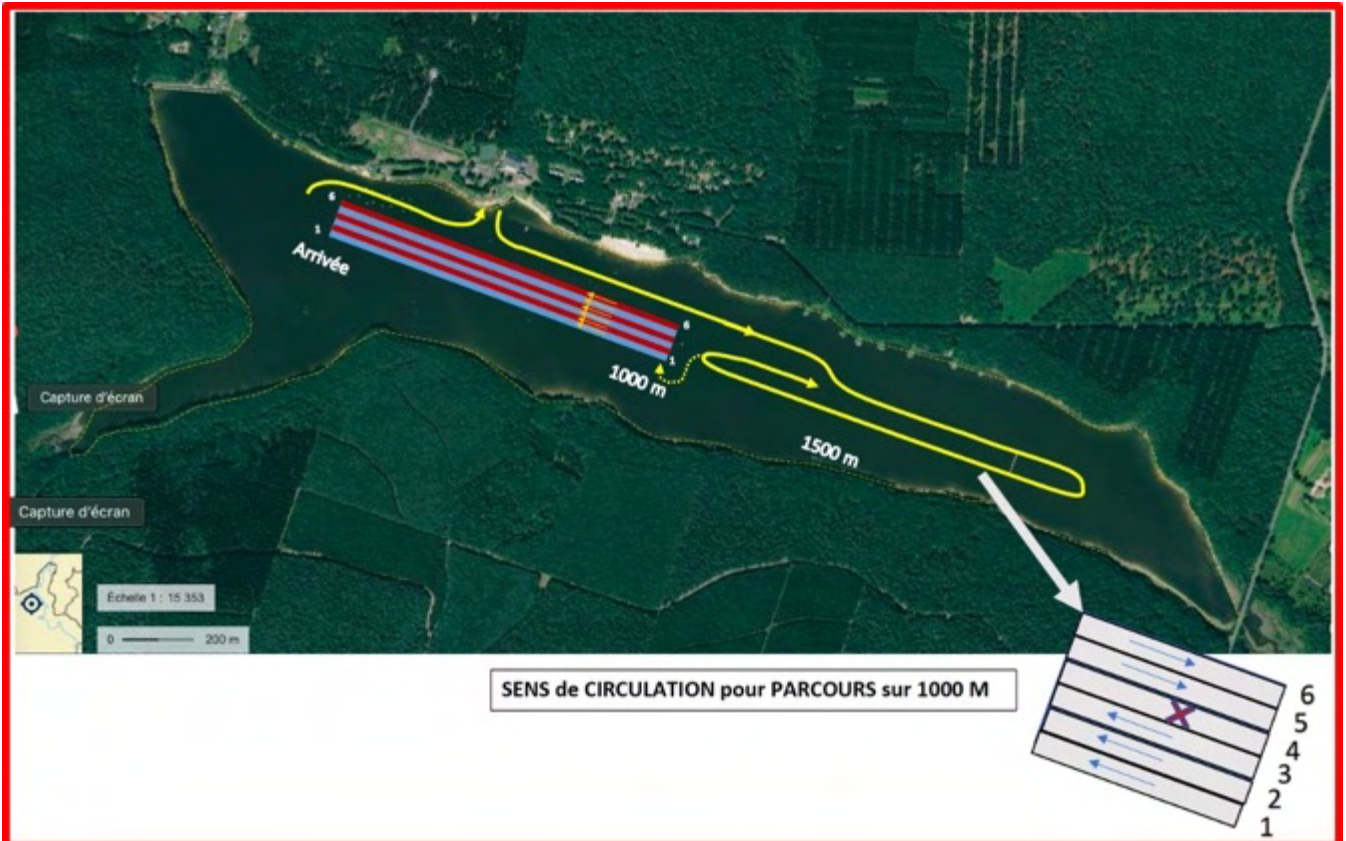 6
1
Arrivée
6
1
1000 m
1500 m
Capture d'écran
Capture d'écran
Échelle 1 : 15 353
0 200 m
SENS de CIRCULATION pour PARCOURS sur 1000 M
6
5
4
3
2
1